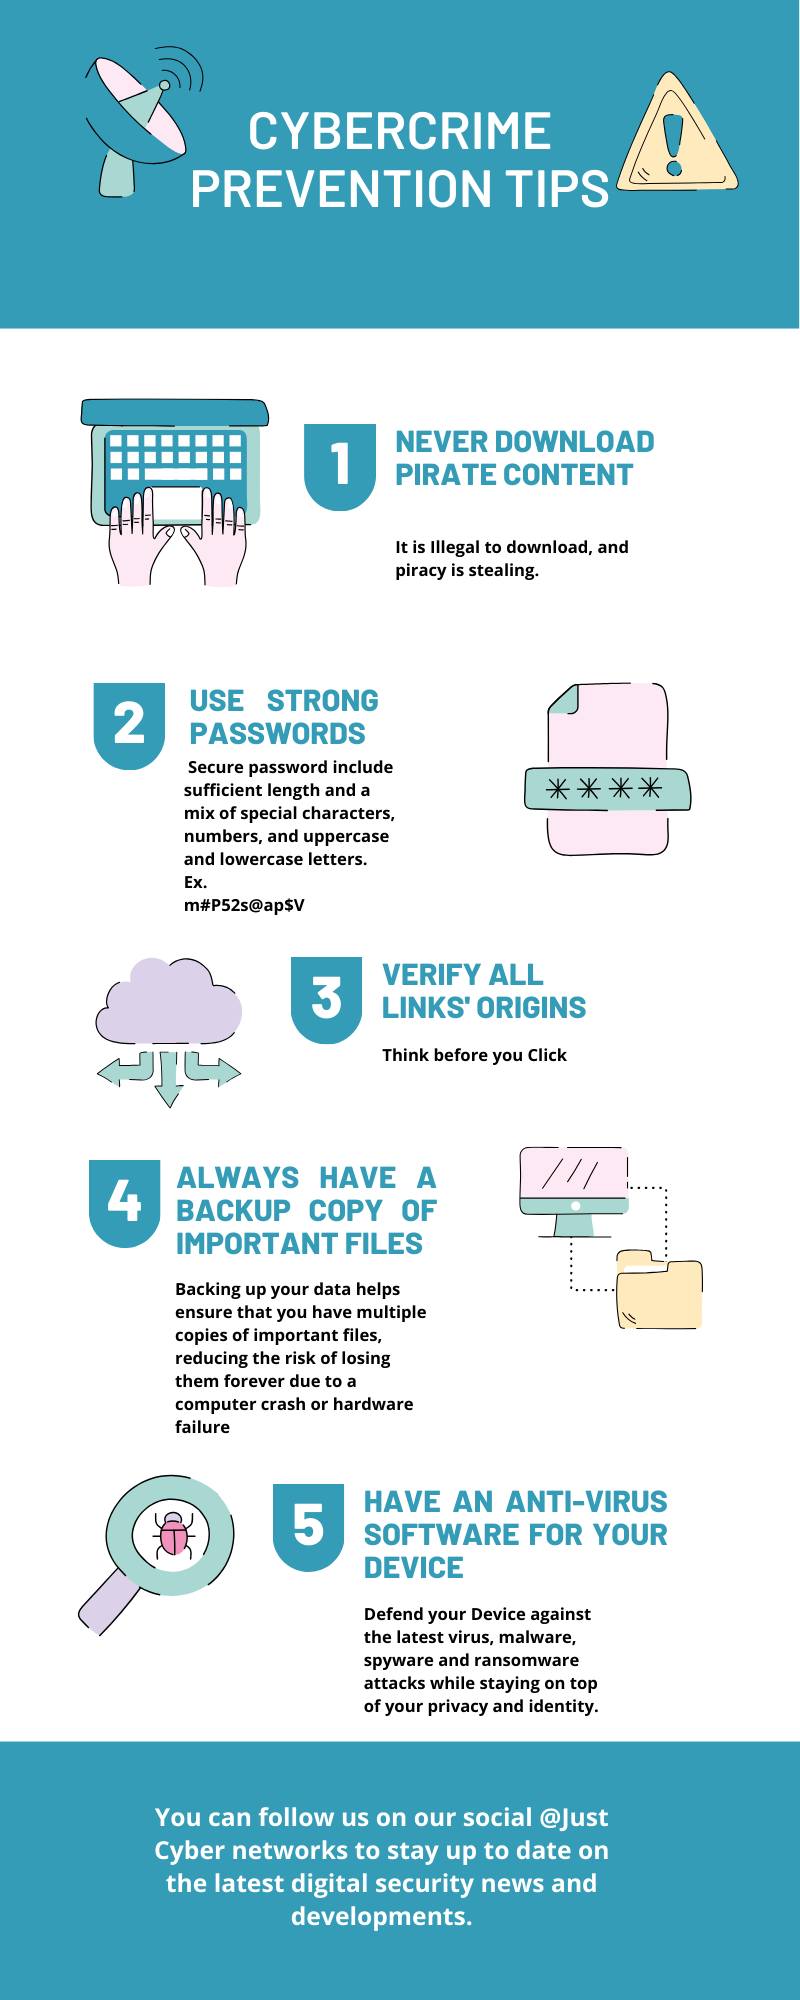 CYBERCRIME
PREVENTION TIPS
1
NEVER DOWNLOAD
PIRATE CONTENT
It is Illegal to download, and
piracy is stealing.
2
USE STRONG
PASSWORDS
Secure password include
sufficient length and a
mix of special characters,
numbers, and uppercase
and lowercase letters.
Ex.
m#P52s@ap$V
****
3
VERIFY ALL
LINKS' ORIGINS
Think before you Click
4
ALWAYS HAVE A
BACKUP COPY OF
IMPORTANT FILES
Backing up your data helps
ensure that you have multiple
copies of important files,
reducing the risk of losing
them forever due to a
computer crash or hardware
failure
5
HAVE AN ANTI-VIRUS
SOFTWARE FOR YOUR
DEVICE
Defend your Device against
the latest virus, malware,
spyware and ransomware
attacks while staying on top
of your privacy and identity.
You can follow us on our social @Just
Cyber networks to stay up to date on
the latest digital security news and
developments.